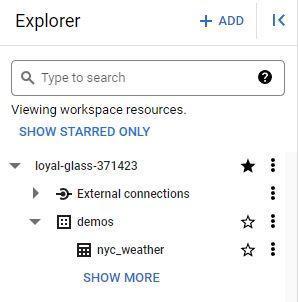 Explorer
+ ADD
Type to search
Viewing workspace resources.
SHOW STARRED ONLY
loyal-glass-371423
External connections
demos
nyc_weather
SHOW MORE